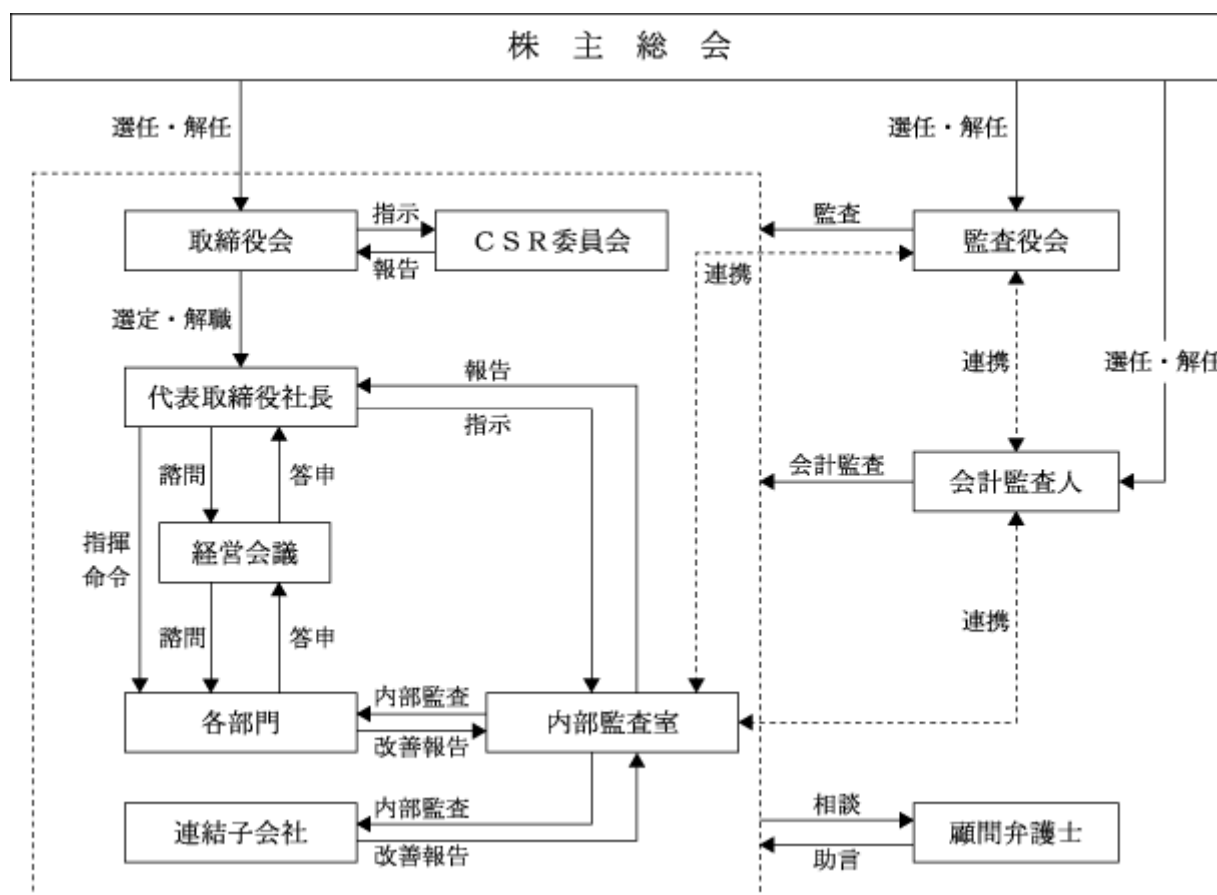 株 主 総 会
選任・解任
選任・解任
取締役会
指示
報告
CSR委員会
監査
監査役会
連携
選定・解職
連携
選任・解任
代表取締役社長
報告
指示
諮問
答申
会計監査
会計監査人
指揮
命令
経営会議
諮問
答申
連携
各部門
内部監査
改善報告
内部監査室
連結子会社
内部監査
改善報告
相談
助言
顧問弁護士